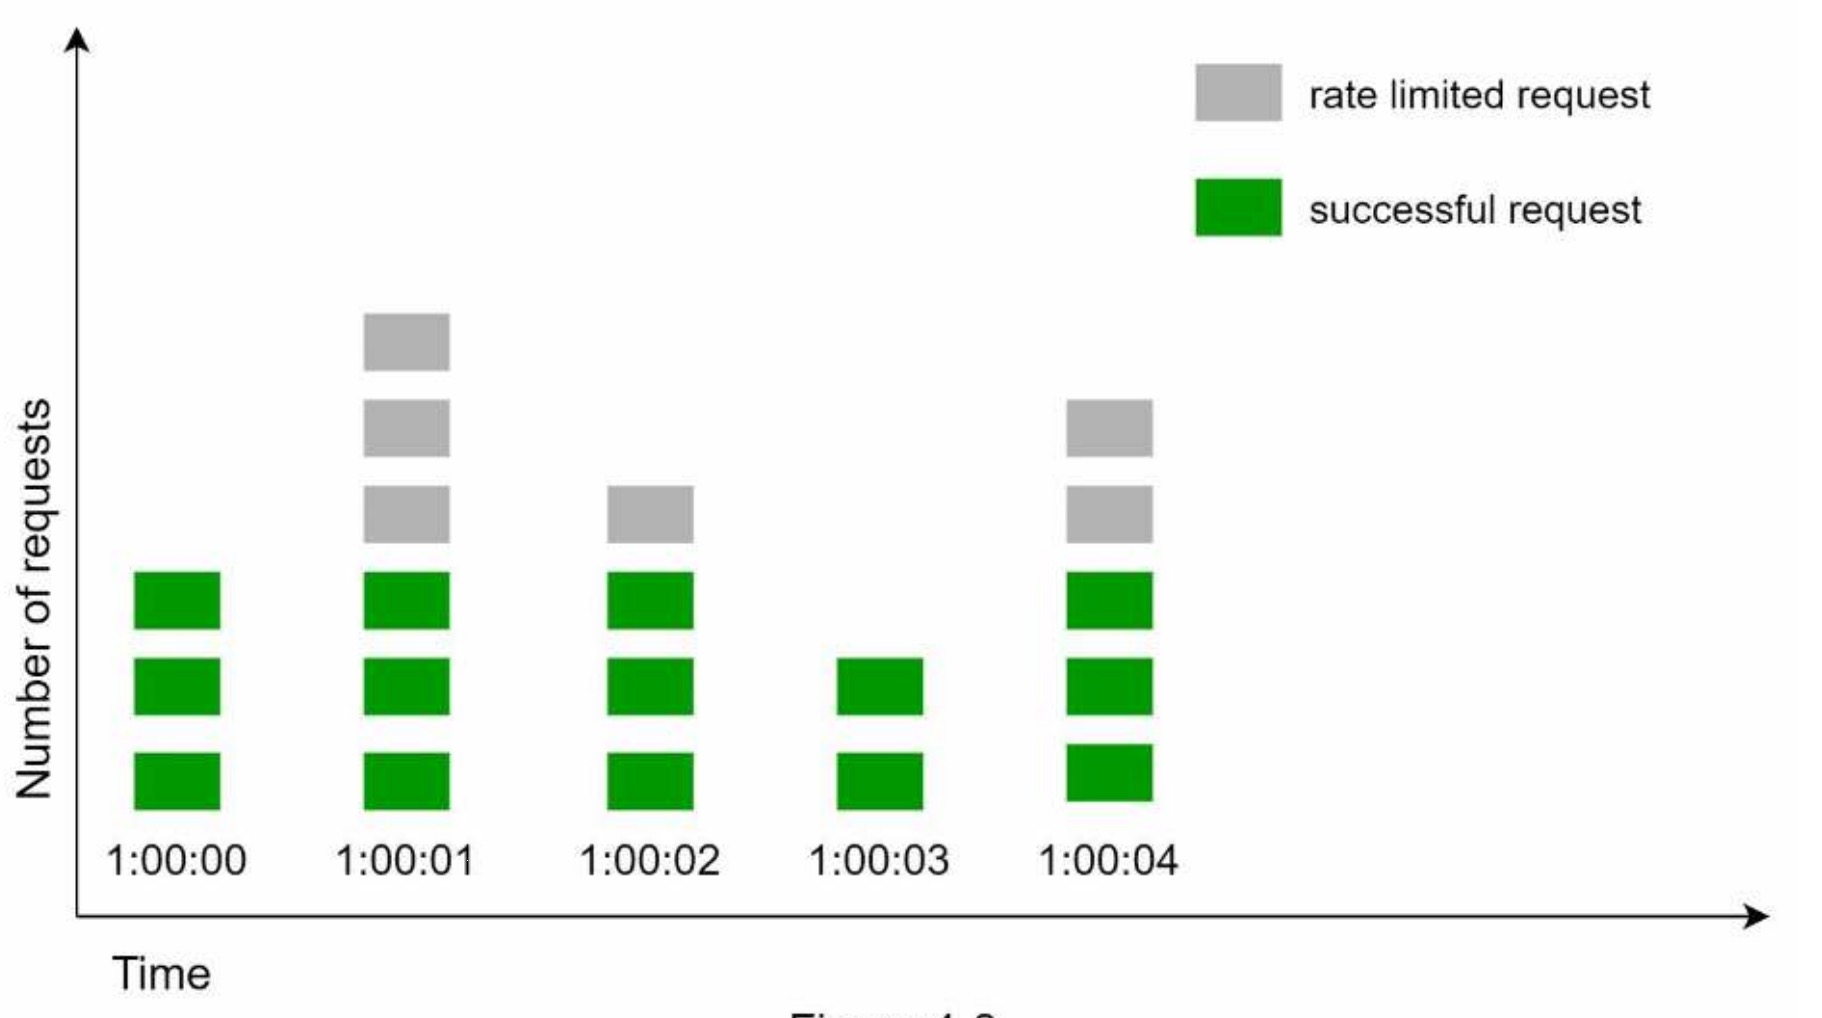 rate limited request
successful request
Number of requests
1:00:00 1:00:01 1:00:02 1:00:03 1:00:04
Time